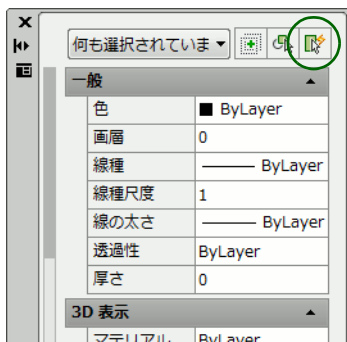 何も選択されていま
一般
色 ByLayer
画層 0
線種 ByLayer
線種尺度 1
線の太さ ByLayer
透過性 ByLayer
厚さ 0
3D 表示
マテリアル ByLayer